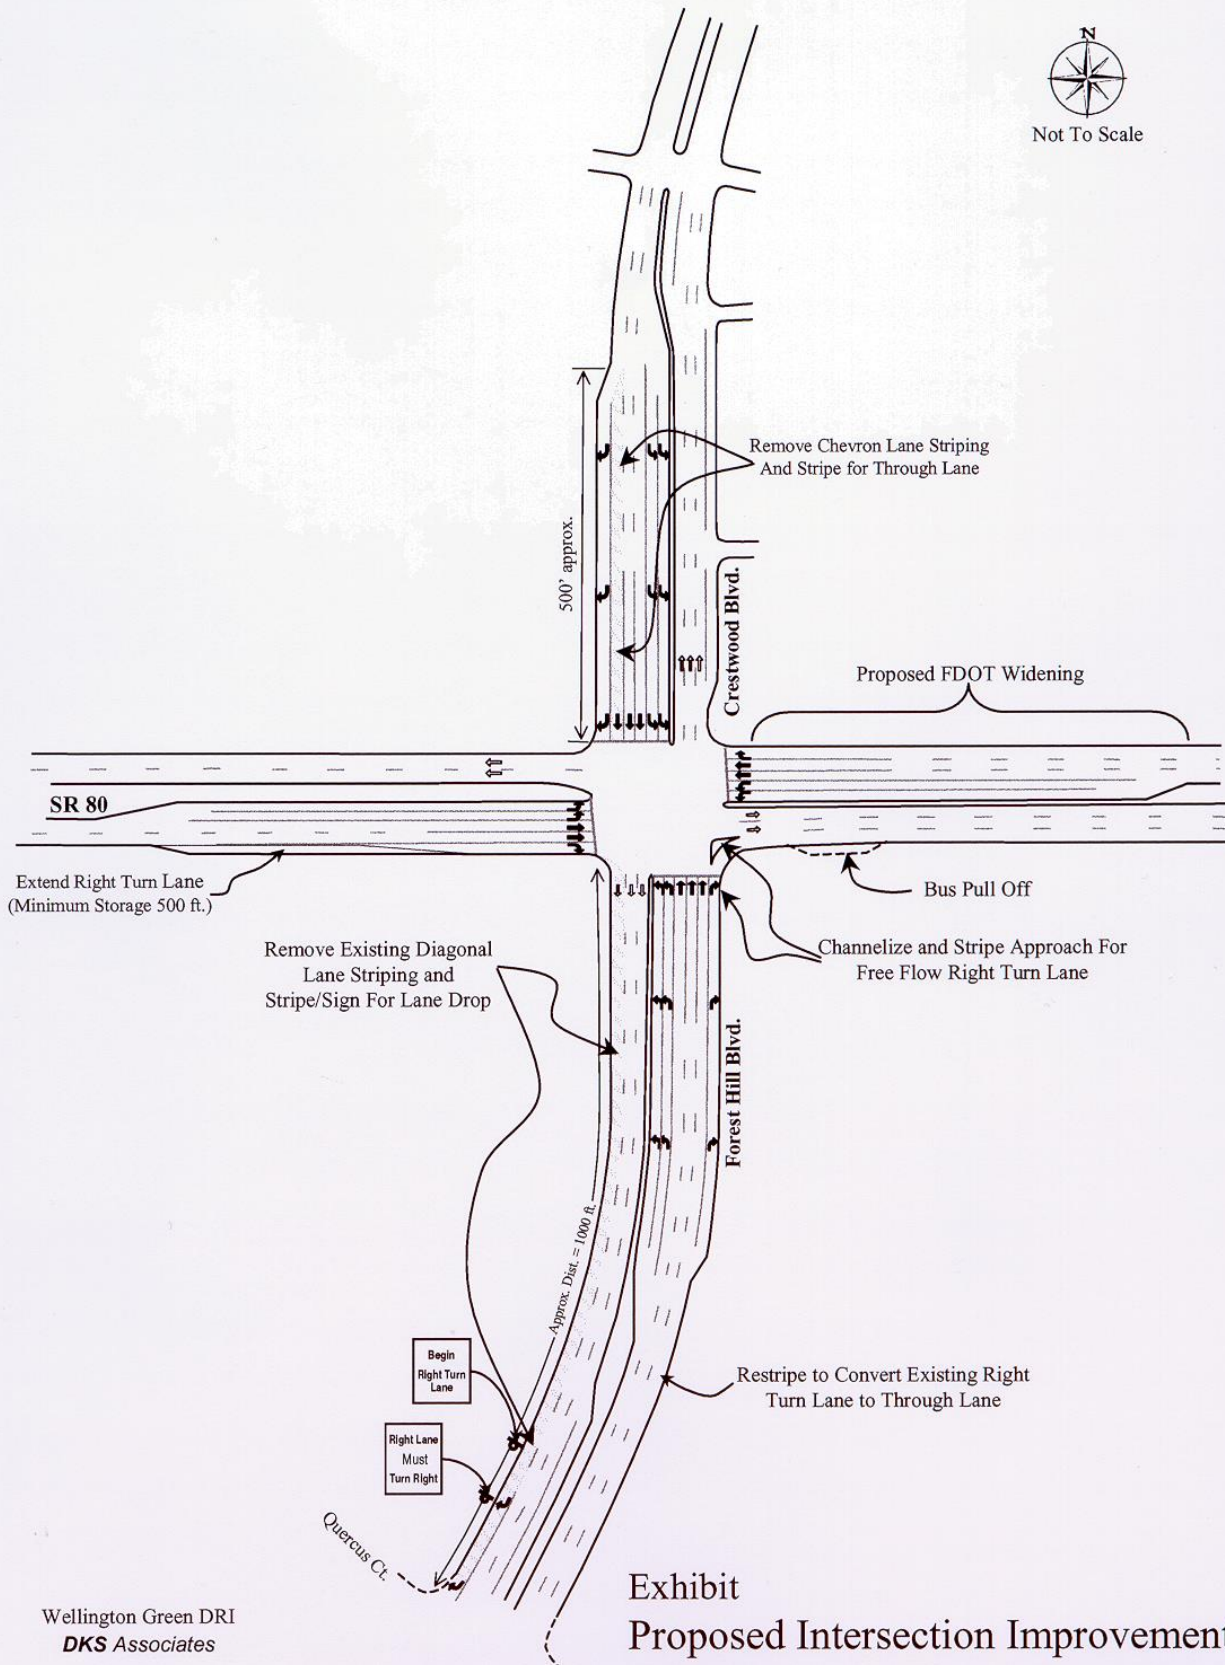 N
Not To Scale
Remove Chevron Lane Striping
And Stripe for Through Lane
500' approx.
Crestwood Blvd.
Proposed FDOT Widening
SR 80
Extend Right Turn Lane
(Minimum Storage 500 ft.)
Bus Pull Off
Remove Existing Diagonal
Lane Striping and
Stripe/Sign For Lane Drop
Channelize and Stripe Approach For
Free Flow Right Turn Lane
Forest Hill Blvd.
Approx. Dist. = 1000 ft.
Begin
Right Turn
Lane
Restripe to Convert Existing Right
Turn Lane to Through Lane
Right Lane
Must
Turn Right
Quercus Ct.
Exhibit
Proposed Intersection Improvement
Wellington Green DRI
DKS Associates